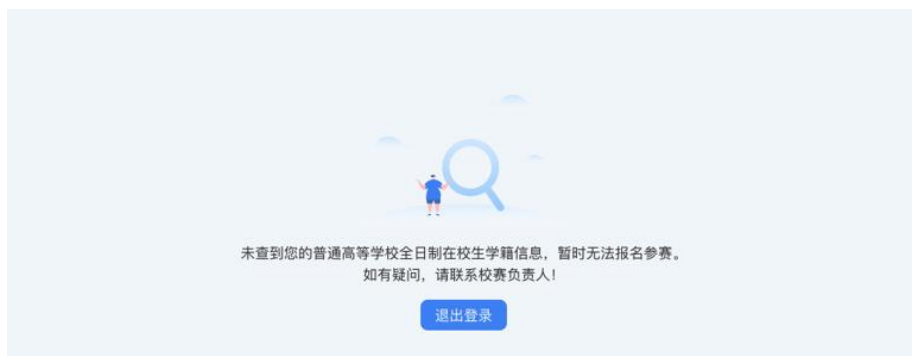 未查到您的普通高等学校全日制在校生学籍信息，暂时无法报名参赛。
如有疑问，请联系校赛负责人！
退出登录